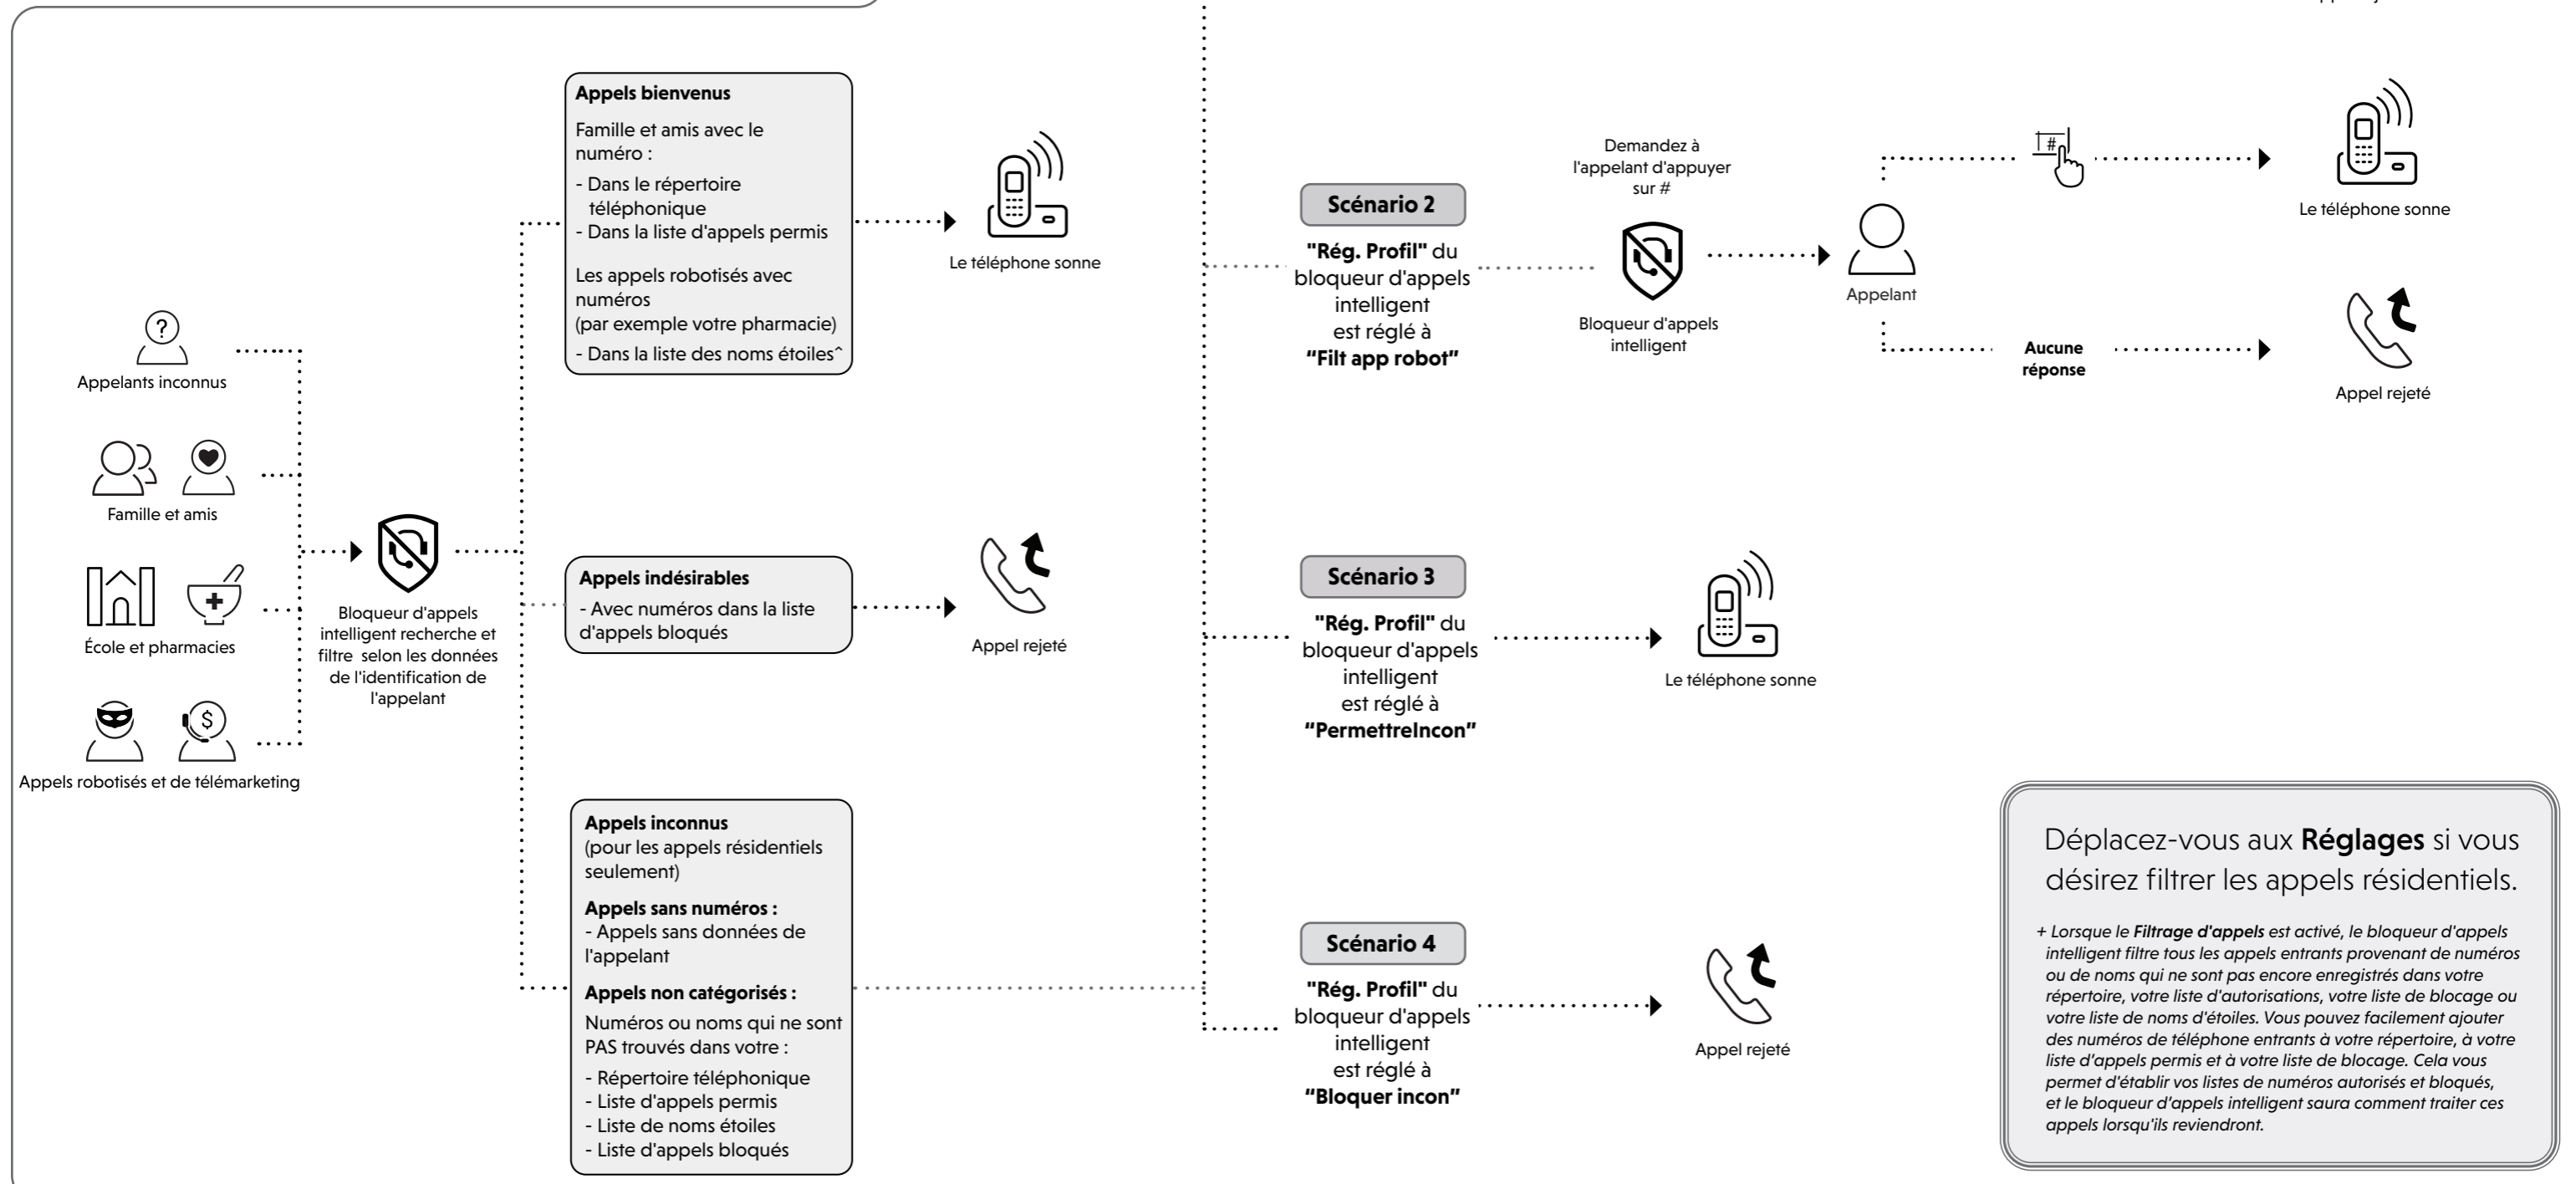 Appelants inconnus
Famille et amis
École et pharmacies
Appels robotisés et de télémarketing
Bloqueur d'appels
intelligent recherche et
filtre selon les données
de l'identification de
l'appelant
Appels bienvenus
Famille et amis avec le
numéro :
- Dans le répertoire
téléphonique
- Dans la liste d'appels permis
Les appels robotisés avec
numéros
(par exemple votre pharmacie)
- Dans la liste des noms étoiles^
Le téléphone sonne
Appels indésirables
- Avec numéros dans la liste
d'appels bloqués
Appel rejeté
Appels inconnus
(pour les appels résidentiels
seulement)
Appels sans numéros :
- Appels sans données de
l'appelant
Appels non catégorisés :
Numéros ou noms qui ne sont
PAS trouvés dans votre :
- Répertoire téléphonique
- Liste d'appels permis
- Liste de noms étoiles
- Liste d'appels bloqués
Scénario 2
"Rég. Profil" du
bloqueur d'appels
intelligent
est réglé à
“Filt app robot”
Demandez à
l'appelant d'appuyer
sur #
Bloqueur d'appels
intelligent
Appelant
#
Le téléphone sonne
Aucune
réponse
Appel rejeté
Scénario 3
"Rég. Profil" du
bloqueur d'appels
intelligent
est réglé à
“PermettreIncon”
Le téléphone sonne
Scénario 4
"Rég. Profil" du
bloqueur d'appels
intelligent
est réglé à
“Bloquer incon”
Appel rejeté
Déplacez-vous aux Réglages si vous
désirez filtrer les appels résidentiels.
+ Lorsque le Filtrage d'appels est activé, le bloqueur d'appels
intelligent filtre tous les appels entrants provenant de numéros
ou de noms qui ne sont pas encore enregistrés dans votre
répertoire, votre liste d'autorisations, votre liste de blocage ou
votre liste de noms d'étoiles. Vous pouvez facilement ajouter
des numéros de téléphone entrants à votre répertoire, à votre
liste d'appels permis et à votre liste de blocage. Cela vous
permet d'établir vos listes de numéros autorisés et bloqués,
et le bloqueur d'appels intelligent saura comment traiter ces
appels lorsqu'ils reviendront.